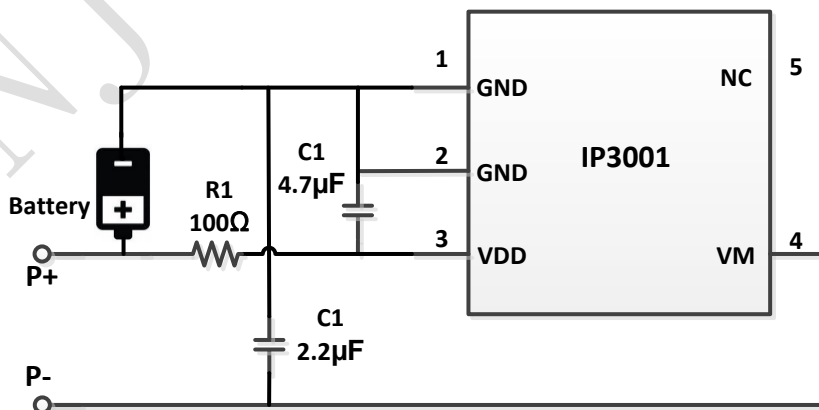 1
GND
NC
5
2
GND
IP3001
C1
4.7μF
Battery
-
+
R1
100Ω
3
VDD
VM
4
P+
C1
2.2μF
P-
NJ